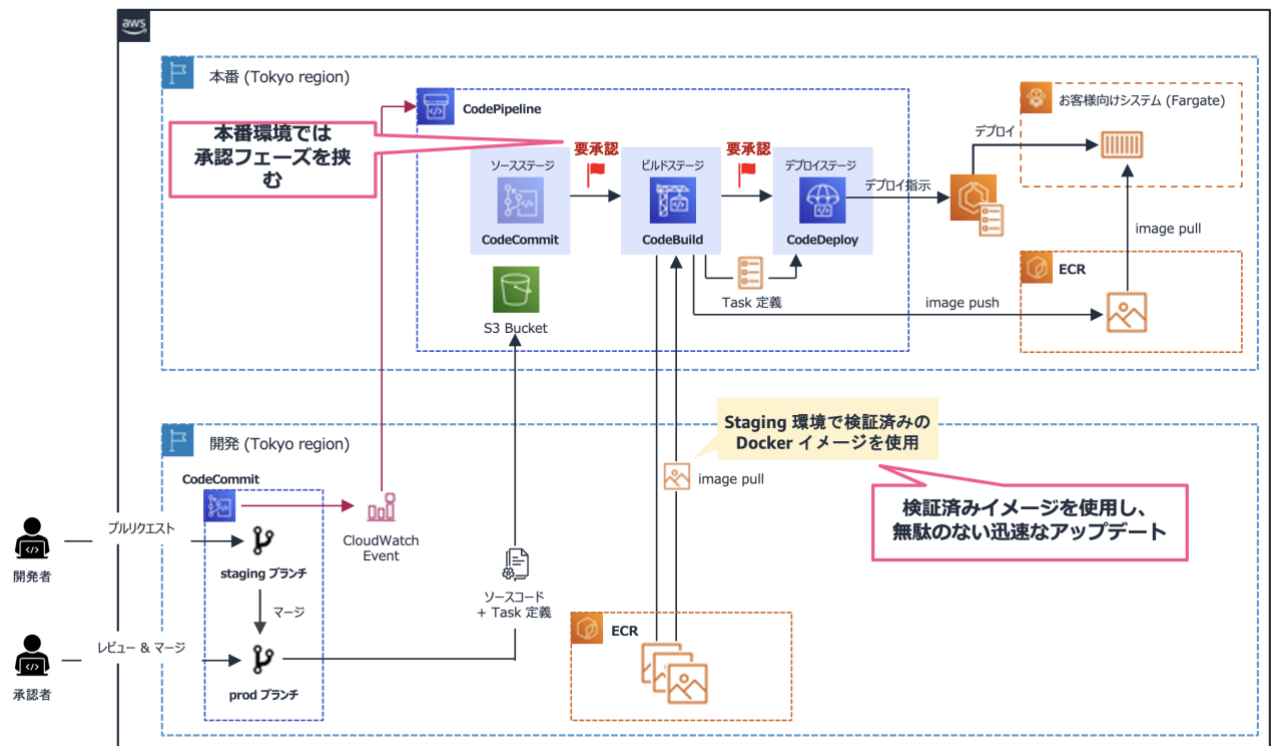 aws
本番 (Tokyo region)
CodePipeline
お客様向けシステム (Fargate)
本番環境では
承認フェーズを挟
む
要承認
要承認
デプロイ
ソースステージ
ビルドステージ
デプロイステージ
デプロイ指示
CodeCommit
CodeBuild
CodeDeploy
image pull
ECR
Task 定義
image push
S3 Bucket
Staging 環境で検証済みの
Docker イメージを使用
開発 (Tokyo region)
CodeCommit
image pull
検証済みイメージを使用し、
無駄のない迅速なアップデート
プルリクエスト
CloudWatch
Event
開発者
staging ブランチ
ソースコード
+ Task 定義
マージ
ECR
レビュー & マージ
承認者
prod ブランチ